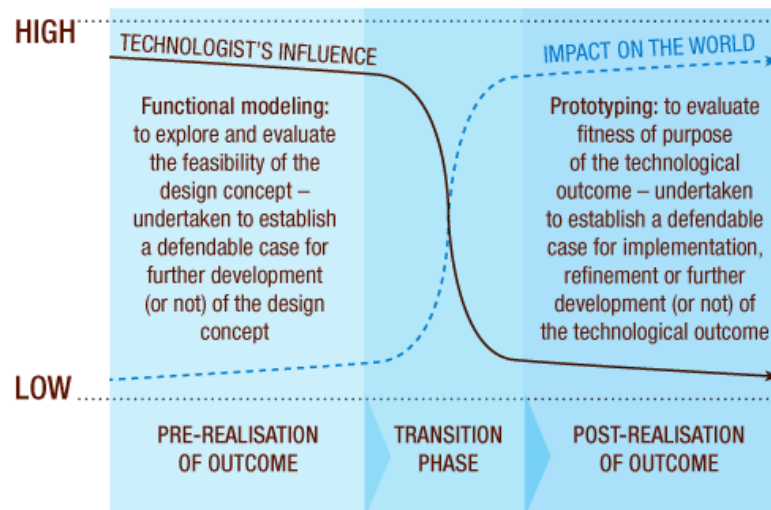 HIGH
TECHNOLOGIST'S INFLUENCE
IMPACT ON THE WORLD
Functional modeling:
to explore and evaluate
the feasibility of the
design concept –
undertaken to establish
a defendable case for
further development
(or not) of the design
concept
Prototyping: to evaluate
fitness of purpose
of the technological
outcome – undertaken
to establish a defendable
case for implementation,
refinement or further
development (or not) of
the technological outcome
LOW
PRE-REALISATION
OF OUTCOME
TRANSITION
PHASE
POST-REALISATION
OF OUTCOME